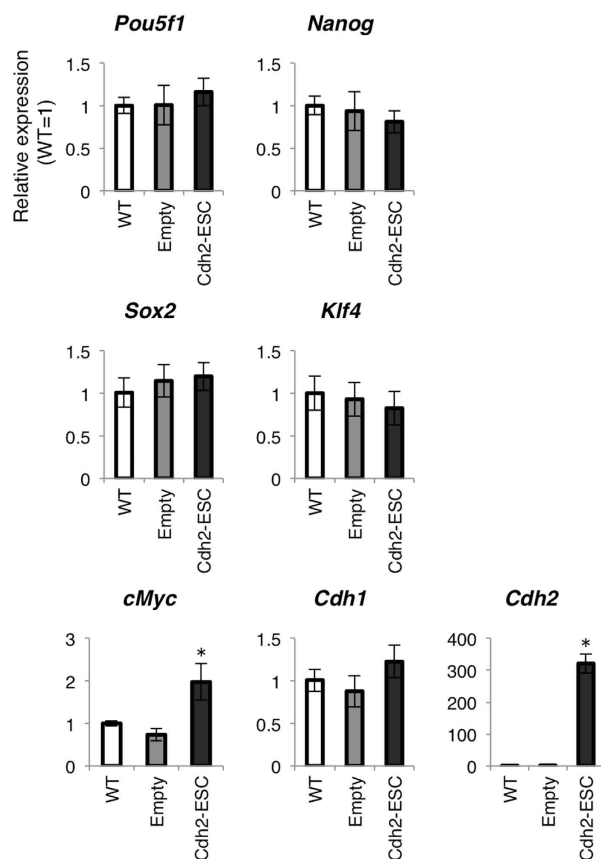 Pou5f1
Nanog
Relative expression
(WT=1)
1.5
1
0.5
0
WT
Empty
Cdh2-ESC
1.5
1
0.5
0
WT
Empty
Cdh2-ESC
Sox2
Klf4
1.5
1
0.5
0
WT
Empty
Cdh2-ESC
1.5
1
0.5
0
WT
Empty
Cdh2-ESC
cMyc
Cdh1
Cdh2
3
2
1
0
*
WT
Empty
Cdh2-ESC
1.5
1
0.5
0
WT
Empty
Cdh2-ESC
400
300
200
100
0
*
WT
Empty
Cdh2-ESC